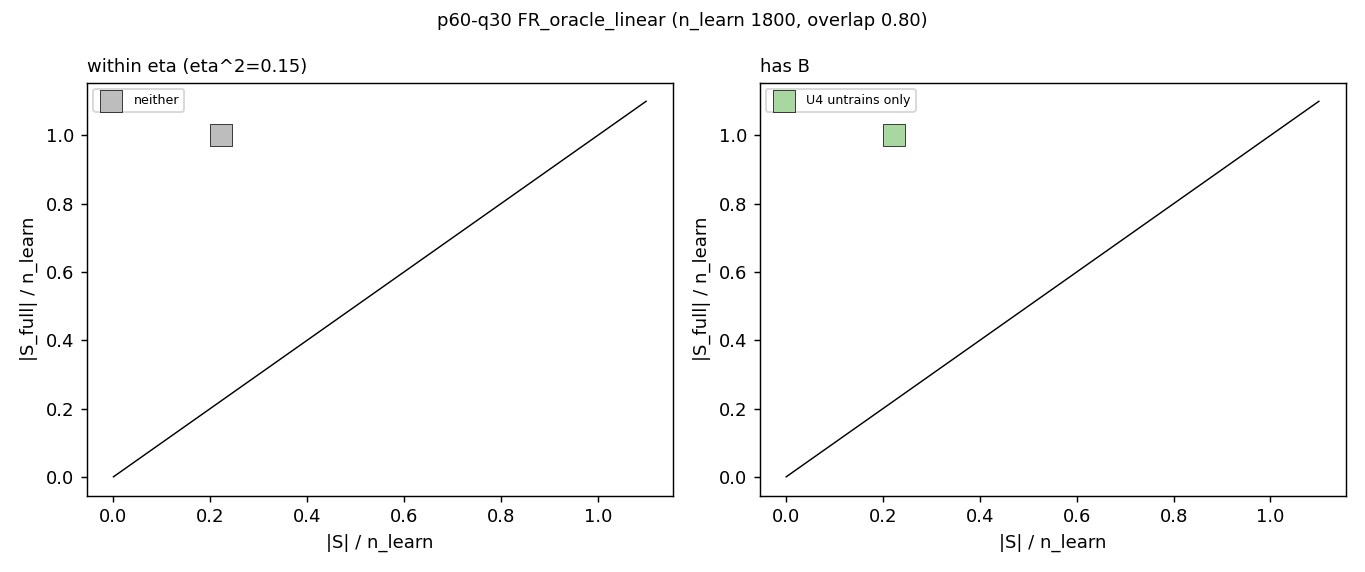 p60-q30 FR_oracle_linear (n_learn 1800, overlap 0.80)
within eta (eta^2=0.15)
neither
1.0
0.8
0.6
0.4
0.2
0.0
|S_full| / n_learn
0.0 0.2 0.4 0.6 0.8 1.0
|S| / n_learn
has B
U4 untrains only
1.0
0.8
0.6
0.4
0.2
0.0
|S_full| / n_learn
0.0 0.2 0.4 0.6 0.8 1.0
|S| / n_learn